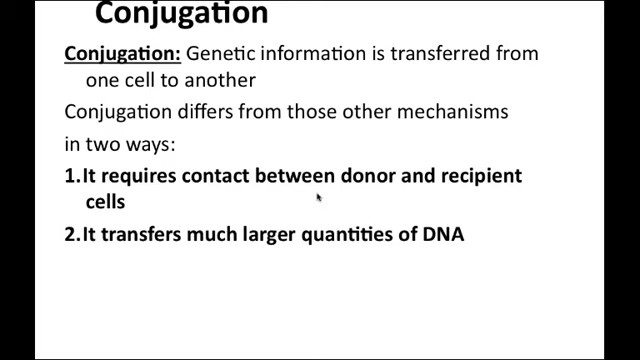 Conjugation
Conjugation: Genetic information is transferred from
one cell to another
Conjugation differs from those other mechanisms
in two ways:
1.It requires contact between donor and recipient
cells
2.It transfers much larger quantities of DNA